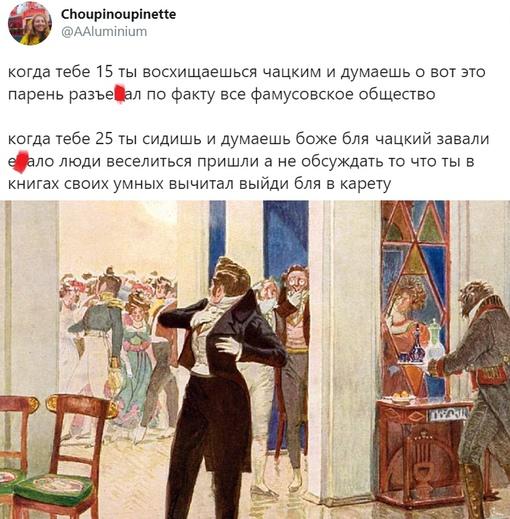 Choupinoupinette
@AAluminium
когда тебе 15 ты восхищаешься чацким и думаешь о вот это
парень разъе ал по факту все фамусовское общество
когда тебе 25 ты сидишь и думаешь боже бля чацкий завали
е ало люди веселиться пришли а не обсуждать то что ты в
книгах своих умных вычитал выйди бля в карету